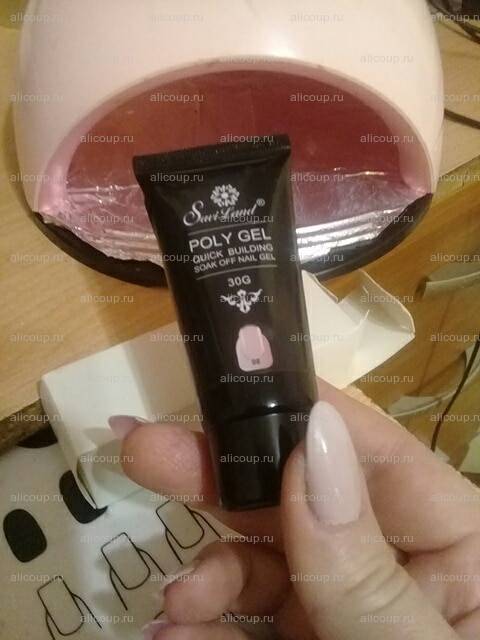 SaviLand®
POLY GEL
QUICK BUILDING
SOAK OFF NAIL GEL
30G
alicoup.ru